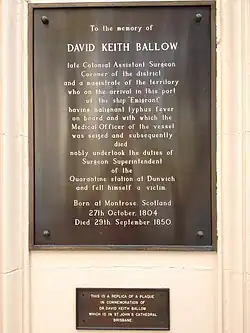 To the memory of
DAVID KEITH BALLOW
late Colonial Assistant Surgeon
Coroner of the district
and a magistrate of the territory
who on the arrival in this port
of the ship "Emigrant"
having malignant typhus fever
on board and with which the
Medical Officer of the vessel
was seized and subsequently
died
nobly undertook the duties of
Surgeon Superintendent
of the
Quarantine station at Dunwich
and fell himself a victim.
Born at Montrose, Scotland
27th October, 1804
Died 29th September 1850.
THIS IS A REPLICA OF A PLAQUE
IN COMMEMORATION OF
DR DAVID KEITH BALLOW
WHICH IS IN ST JOHN'S CATHEDRAL
BRISBANE